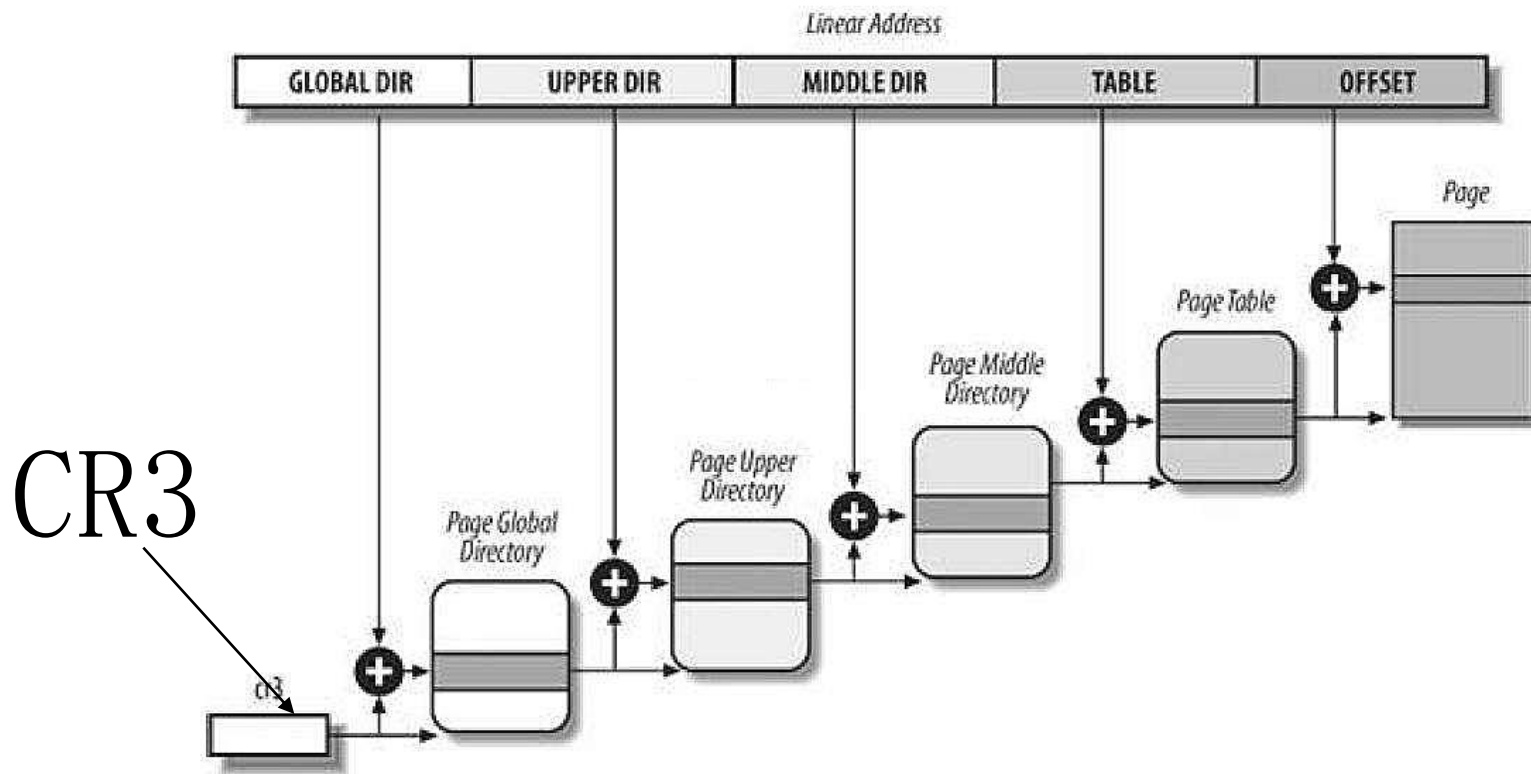 Linear Address
GLOBAL DIR UPPER DIR MIDDLE DIR TABLE OFFSET
Page
Page Table
Page Middle
Directory
Page Upper
Directory
CR3
Page Global
Directory
cr3